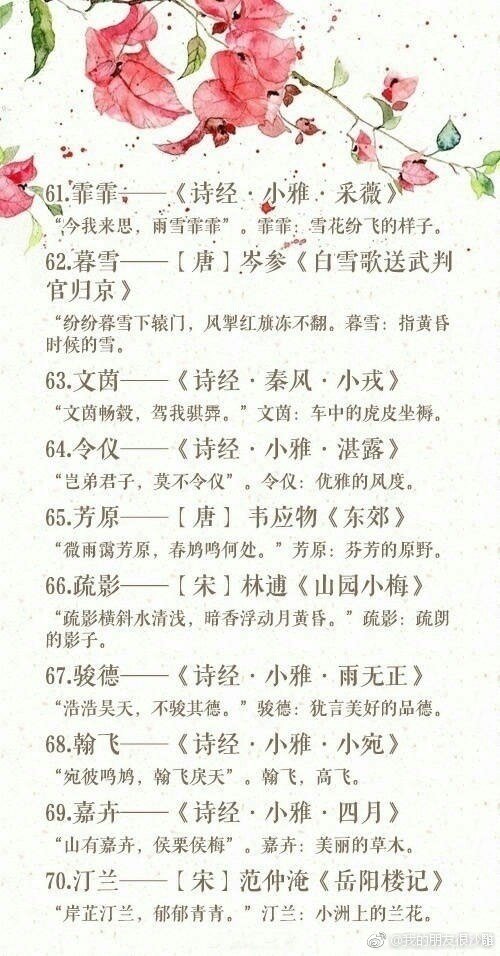 61.霏霏——《诗经·小雅·采薇》
“今我来思，雨雪霏霏”。霏霏：雪花纷飞的样子。
62.暮雪——[唐]岑参《白雪歌送武判
官归京》
“纷纷暮雪下辕门，风掣红旗冻不翻。暮雪：指黄昏
时候的雪。
63.文茵——《诗经·秦风·小戎》
“文茵畅毂，驾我骐馵。”文茵：车中的虎皮坐褥。
64.令仪——《诗经·小雅·湛露》
“岂弟君子，莫不令仪”。令仪：优雅的风度。
65.芳原——[唐] 韦应物《东郊》
“微雨霭芳原，春鸠鸣何处。”芳原：芬芳的原野。
66.疏影——[宋]林逋《山园小梅》
“疏影横斜水清浅，暗香浮动月黄昏。”疏影：疏朗
的影子。
67.骏德——《诗经·小雅·雨无正》
“浩浩昊天，不骏其德。”骏德：犹言美好的品德。
68.翰飞——《诗经·小雅·小宛》
“宛彼鸣鸠，翰飞戾天”。翰飞，高飞。
69.嘉卉——《诗经·小雅·四月》
“山有嘉卉，侯栗侯梅”。嘉卉：美丽的草木。
70.汀兰——[宋]范仲淹《岳阳楼记》
“岸芷汀兰，郁郁青青。”汀兰：小洲上的兰花。
@我的朋友很小